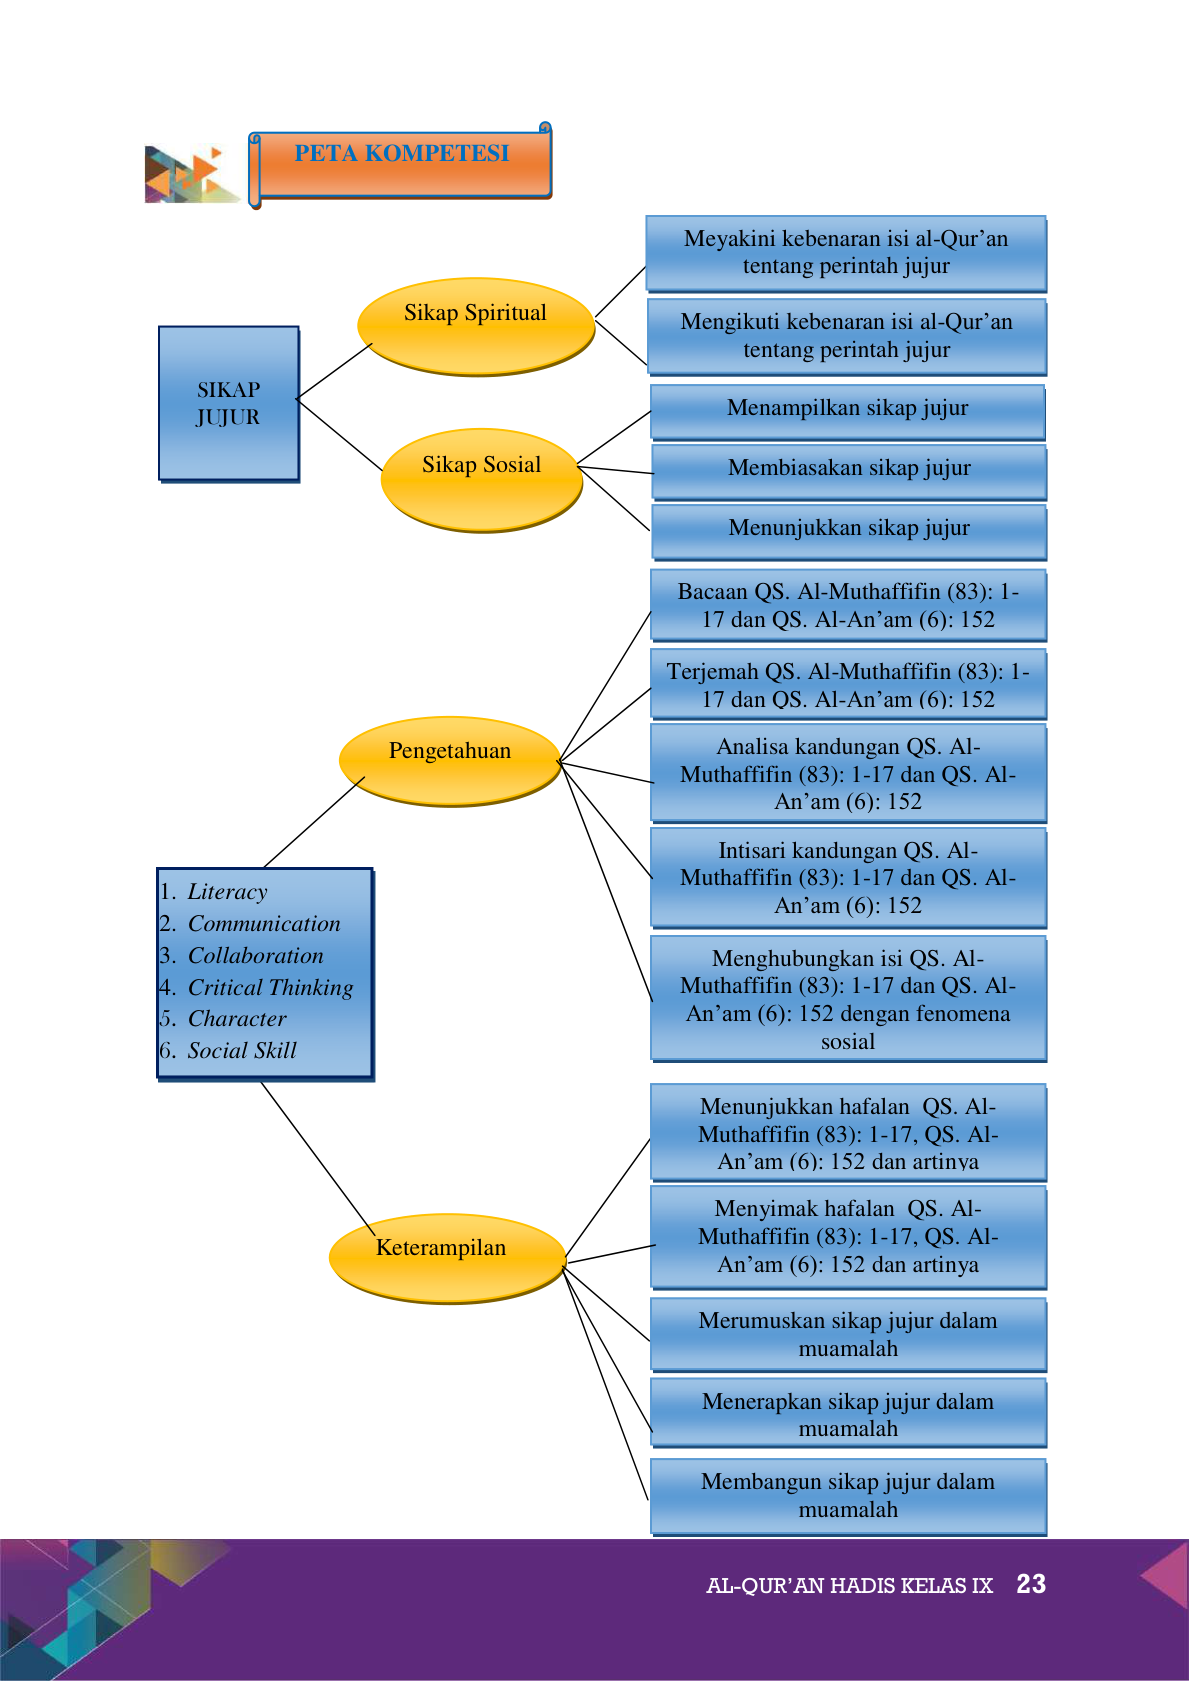 PETA KOMPETESI
Meyakini kebenaran isi al-Qur’an
tentang perintah jujur
Sikap Spiritual
Mengikuti kebenaran isi al-Qur’an
tentang perintah jujur
SIKAP
JUJUR
Menampilkan sikap jujur
Sikap Sosial
Membiasakan sikap jujur
Menunjukkan sikap jujur
Bacaan QS. Al-Muthaffifin (83): 1-
17 dan QS. Al-An’am (6): 152
Terjemah QS. Al-Muthaffifin (83): 1-
17 dan QS. Al-An’am (6): 152
Pengetahuan
Analisa kandungan QS. Al-
Muthaffifin (83): 1-17 dan QS. Al-
An’am (6): 152
Intisari kandungan QS. Al-
Muthaffifin (83): 1-17 dan QS. Al-
An’am (6): 152
1. Literacy
2. Communication
3. Collaboration
4. Critical Thinking
5. Character
6. Social Skill
Menghubungkan isi QS. Al-
Muthaffifin (83): 1-17 dan QS. Al-
An’am (6): 152 dengan fenomena
sosial
Menunjukkan hafalan  QS. Al-
Muthaffifin (83): 1-17, QS. Al-
An’am (6): 152 dan artinya
Keterampilan
Menyimak hafalan  QS. Al-
Muthaffifin (83): 1-17, QS. Al-
An’am (6): 152 dan artinya
Merumuskan sikap jujur dalam
muamalah
Menerapkan sikap jujur dalam
muamalah
Membangun sikap jujur dalam
muamalah
AL-QUR’AN HADIS KELAS IX 23